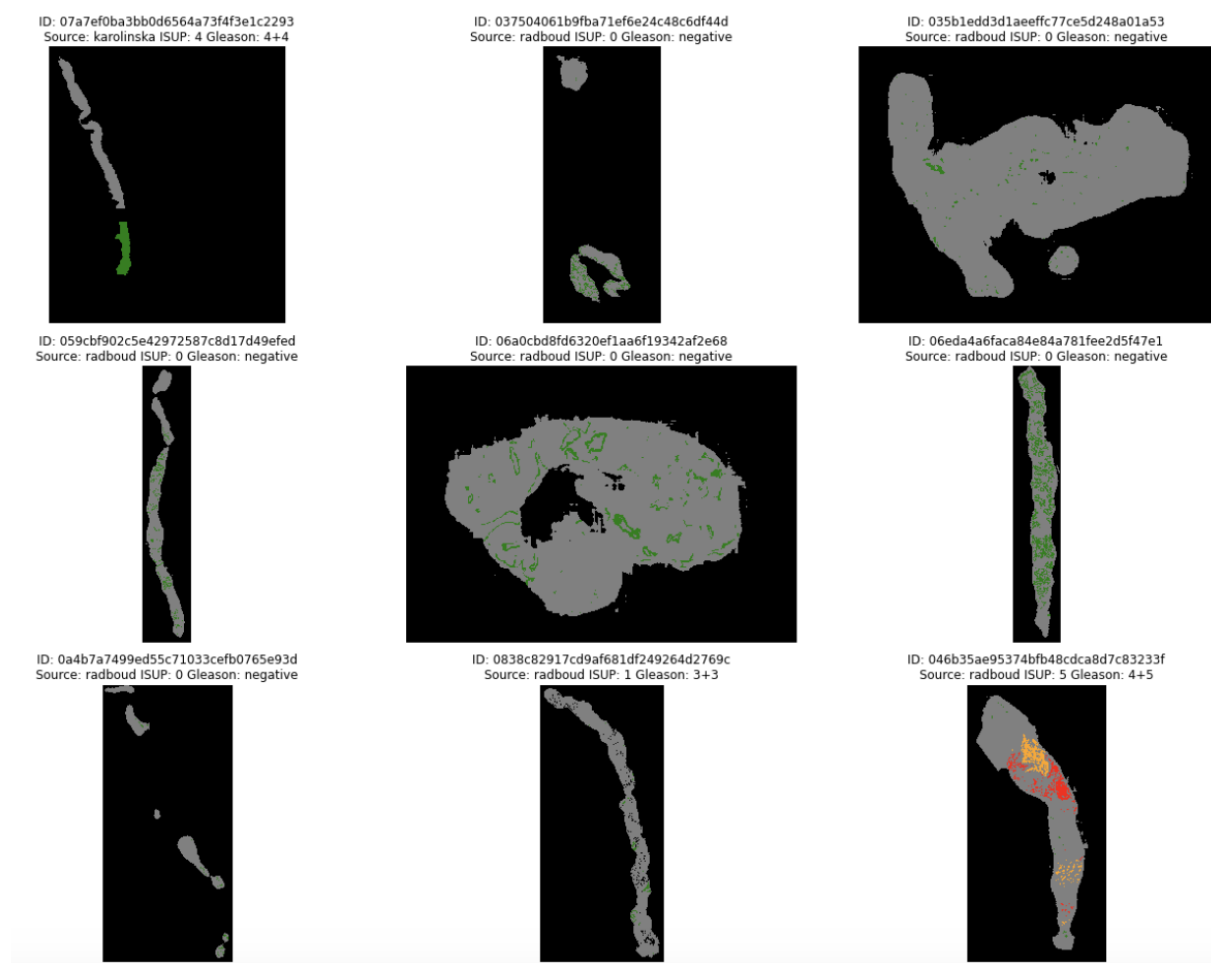 ID: 07a7ef0ba3bb0d6564a73f4f3e1c2293
Source: karolinska ISUP: 4 Gleason: 4+4
ID: 037504061b9fba71ef6e24c48c6df44d
Source: radboud ISUP: 0 Gleason: negative
ID: 035b1edd3d1aeeffc77ce5d248a01a53
Source: radboud ISUP: 0 Gleason: negative
ID: 059cbf902c5e42972587c8d17d49efed
Source: radboud ISUP: 0 Gleason: negative
ID: 06a0cbd8fd6320ef1aa6f19342af2e68
Source: radboud ISUP: 0 Gleason: negative
ID: 06eda4a6faca84e84a781fee2d5f47e1
Source: radboud ISUP: 0 Gleason: negative
ID: 0a4b7a7499ed55c71033cefb0765e93d
Source: radboud ISUP: 0 Gleason: negative
ID: 0838c82917cd9af681df249264d2769c
Source: radboud ISUP: 1 Gleason: 3+3
ID: 046b35ae95374bfb48cdca8d7c83233f
Source: radboud ISUP: 5 Gleason: 4+5